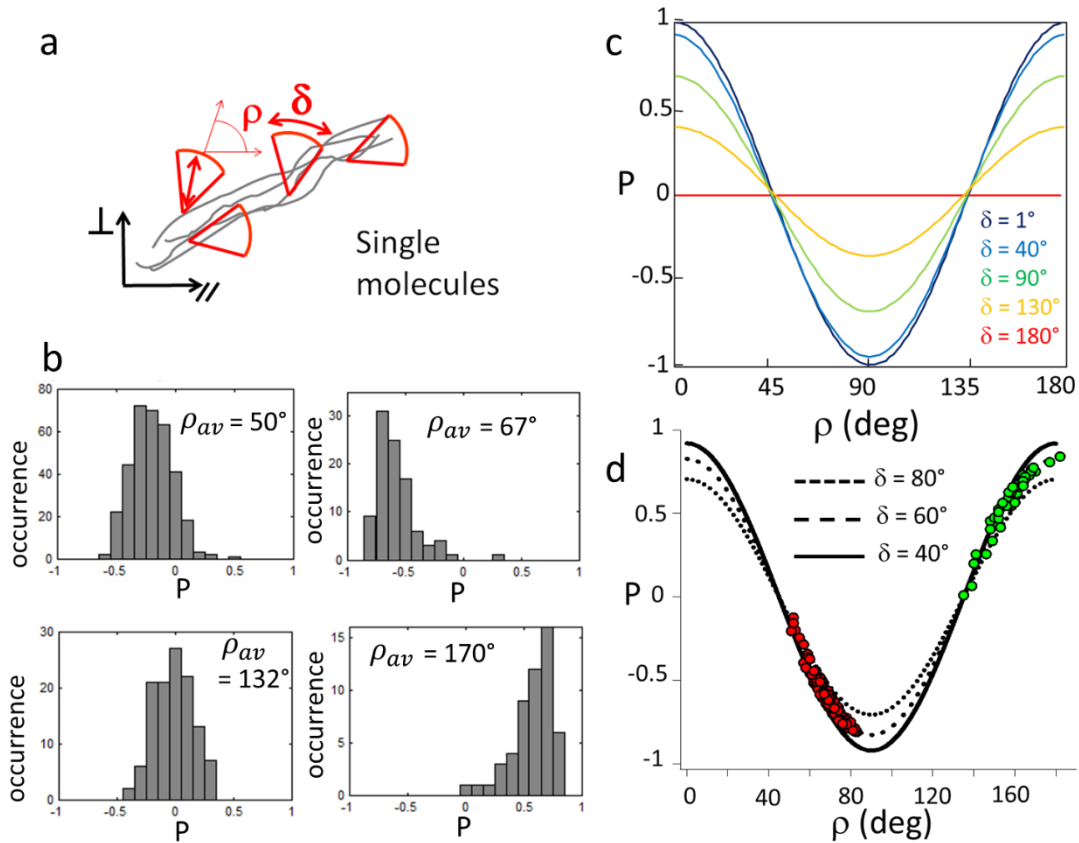 a
ρ
δ
⊥
//
Single
molecules
b
80
60
40
20
0
-1
-0.5
0
0.5
1
occurrence
P
ρav = 50°
30
20
10
0
-1
-0.5
0
0.5
1
occurrence
P
ρav = 67°
30
20
10
0
-1
-0.5
0
0.5
1
occurrence
P
ρav
= 132°
15
10
5
0
-1
-0.5
0
0.5
1
occurrence
P
ρav = 170°
c
1
0.5
0
-0.5
-1
P
0
45
90
135
180
ρ (deg)
δ = 1°
δ = 40°
δ = 90°
δ = 130°
δ = 180°
d
1
0.5
0
-0.5
-1
P
0
40
80
120
160
ρ (deg)
δ = 80°
δ = 60°
δ = 40°